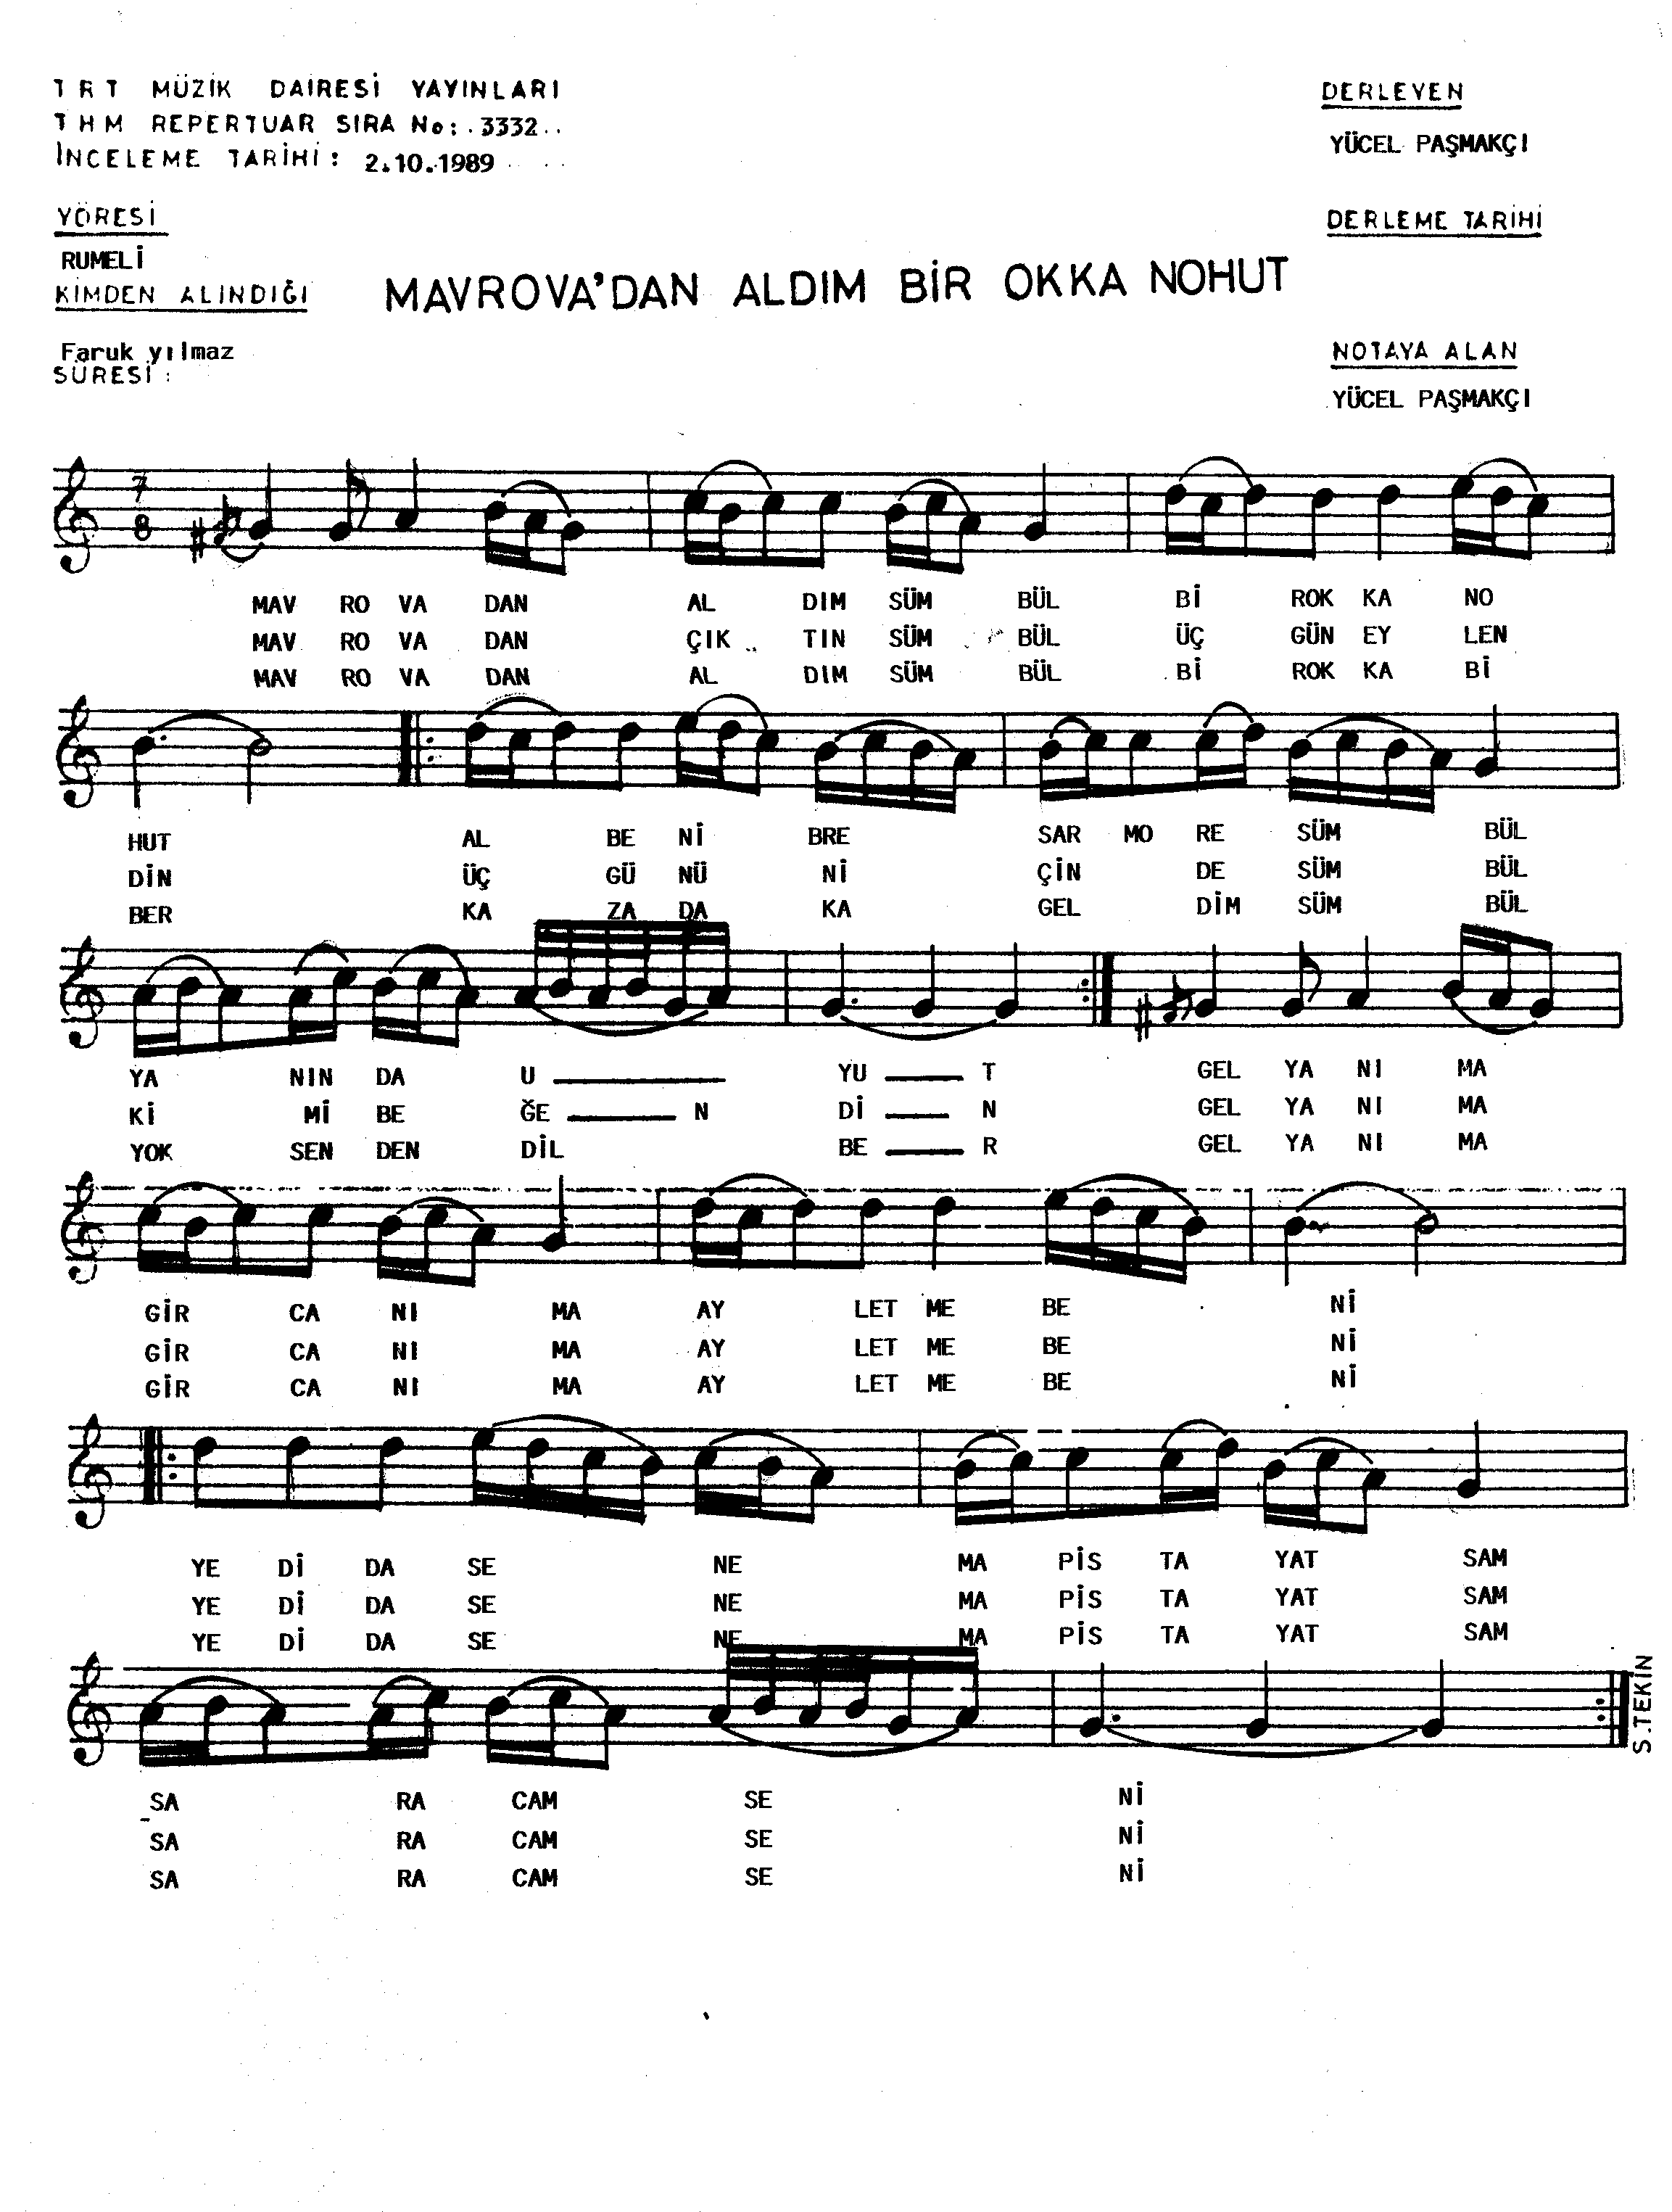 TRT MÜZİK DAİRESİ YAYINLARI
THM REPERTUAR SIRA No: 3332
İNCELEME TARİHİ: 2.10.1989
DERLEYEN
YÜCEL PAŞMAKÇI
YÖRESİ
RUMELİ
DERLEME TARİHİ
KİMDEN ALINDIĞI
MAVROVA'DAN ALDIM BİR OKKA NOHUT
Faruk yılmaz
SÜRESİ :
NOTAYA ALAN
YÜCEL PAŞMAKÇI
7
8
MAV RO VA DAN AL DIM SÜM BÜL Bİ ROK KA NO
MAV RO VA DAN ÇIK TIN SÜM BÜL ÜÇ GÜN EY LEN
MAV RO VA DAN AL DIM SÜM BÜL Bİ ROK KA Bİ
HUT AL BE Nİ BRE SAR MO RE SÜM BÜL
DİN ÜÇ GÜ NÜ Nİ ÇİN DE SÜM BÜL
BER KA ZA DA KA GEL DİM SÜM BÜL
YA NIN DA U YU T GEL YA NI MA
Kİ Mİ BE ĞE N Dİ N GEL YA NI MA
YOK SEN DEN DİL BE R GEL YA NI MA
GİR CA NI MA AY LET ME BE Nİ
GİR CA NI MA AY LET ME BE Nİ
GİR CA NI MA AY LET ME BE Nİ
YE Dİ DA SE NE MA PİS TA YAT SAM
YE Dİ DA SE NE MA PİS TA YAT SAM
YE Dİ DA SE NE MA PİS TA YAT SAM
S.TEKİN
SA RA CAM SE Nİ
SA RA CAM SE Nİ
SA RA CAM SE Nİ